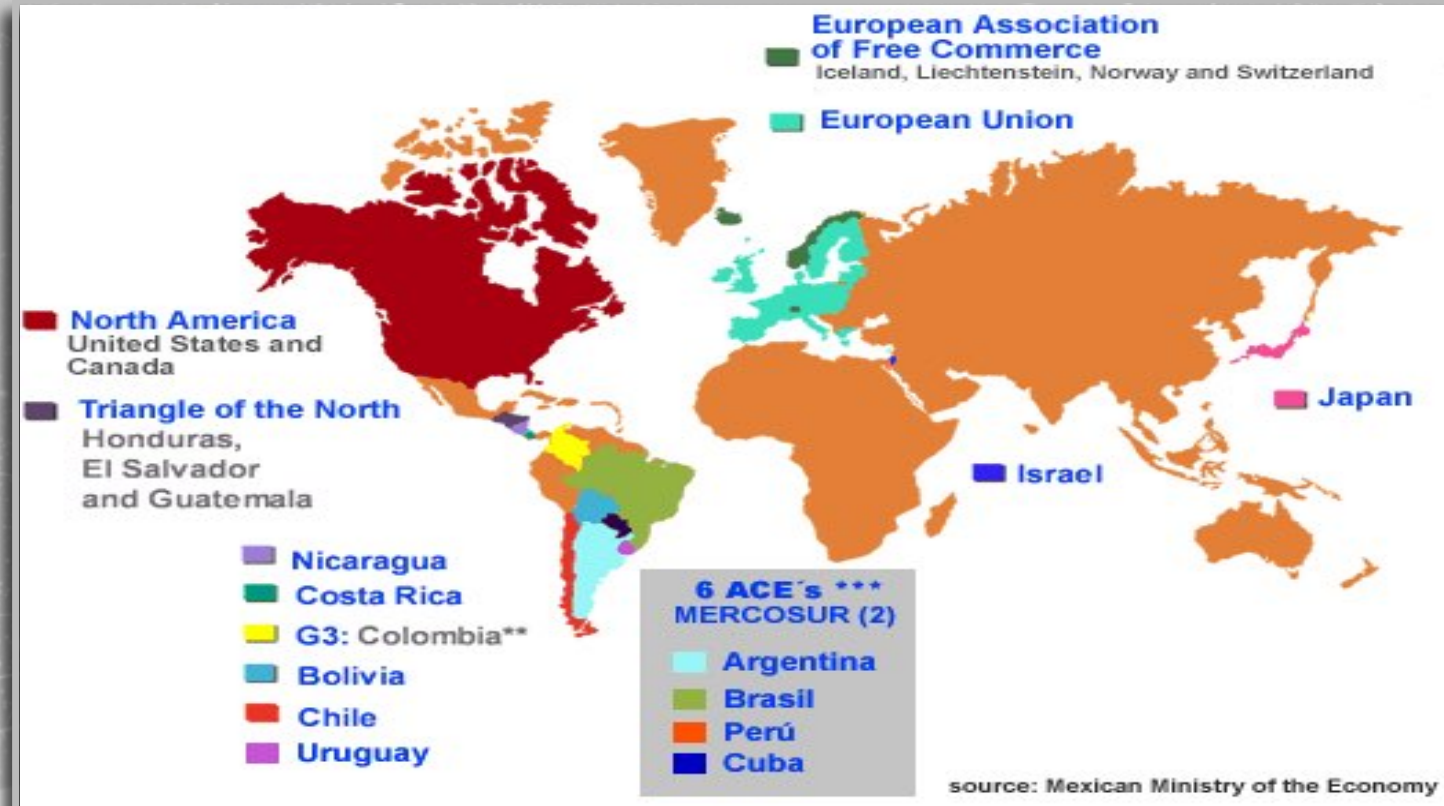 European Association
of Free Commerce
Iceland, Liechtenstein, Norway and Switzerland
European Union
North America
United States and
Canada
Triangle of the North
Honduras,
El Salvador
and Guatemala
Japan
Israel
Nicaragua
Costa Rica
G3: Colombia**
Bolivia
Chile
Uruguay
6 ACE´s ***
MERCOSUR (2)
Argentina
Brasil
Perú
Cuba
source: Mexican Ministry of the Economy